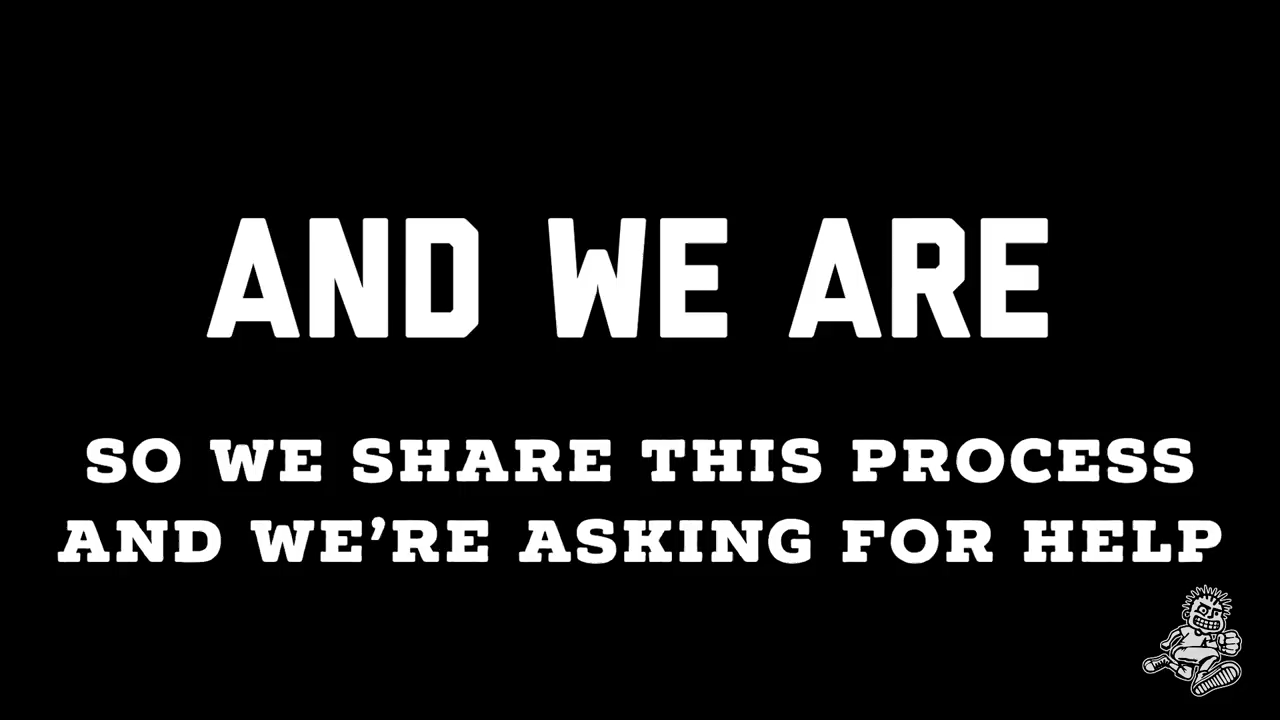 AND WE ARE
SO WE SHARE THIS PROCESS
AND WE’RE ASKING FOR HELP